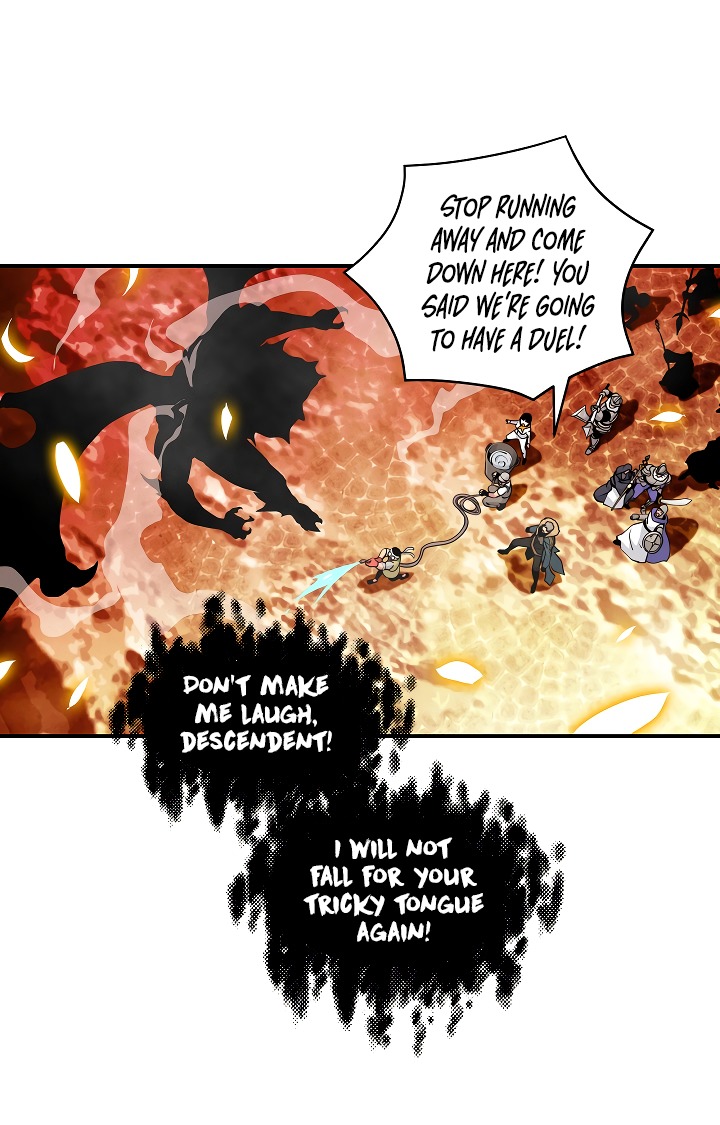 STOP RUNNING
AWAY AND COME
DOWN HERE! YOU
SAID WE'RE GOING
TO HAVE A DUEL!
DON'T MAKE
ME LAUGH,
DESCENDENT!
I WILL NOT
FALL FOR YOUR
TRICKY TONGUE
AGAIN!